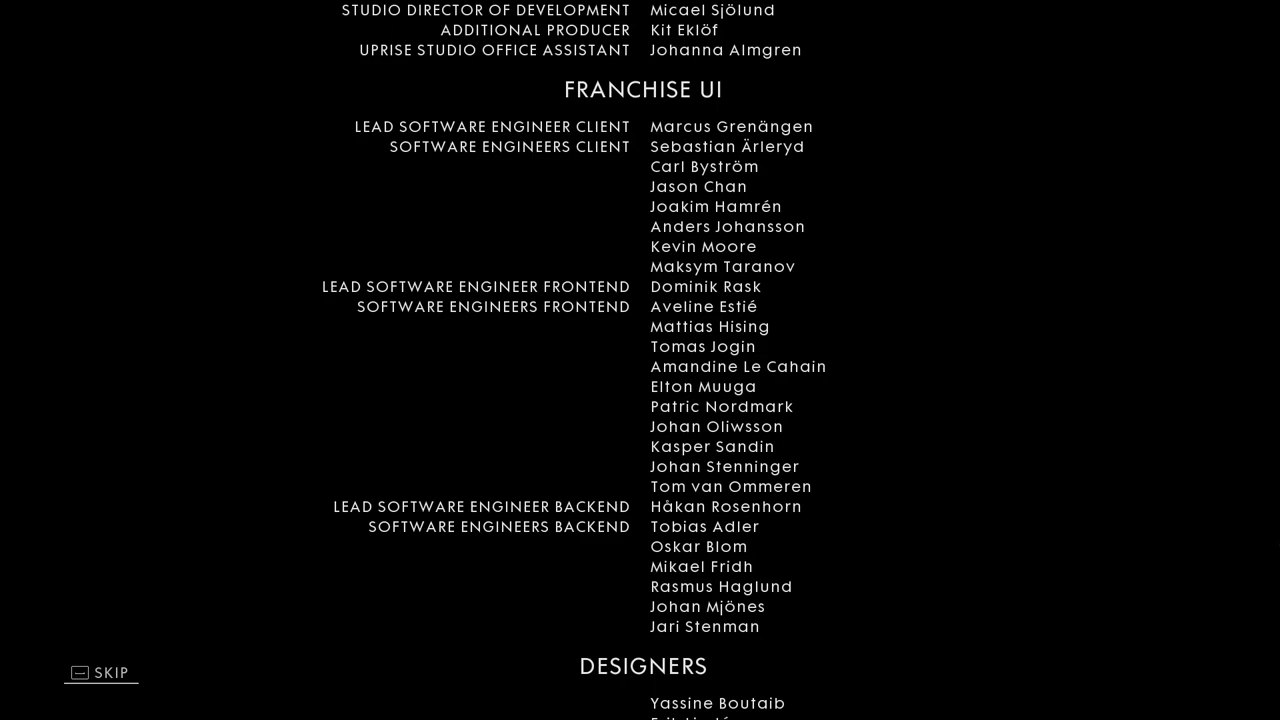 STUDIO DIRECTOR OF DEVELOPMENT Micael Sjölund
ADDITIONAL PRODUCER Kit Eklöf
UPRISE STUDIO OFFICE ASSISTANT Johanna Almgren
FRANCHISE UI
LEAD SOFTWARE ENGINEER CLIENT Marcus Grenängen
SOFTWARE ENGINEERS CLIENT Sebastian Ärleryd
Carl Byström
Jason Chan
Joakim Hamrén
Anders Johansson
Kevin Moore
Maksym Taranov
LEAD SOFTWARE ENGINEER FRONTEND Dominik Rask
SOFTWARE ENGINEERS FRONTEND Aveline Estié
Mattias Hising
Tomas Jogin
Amandine Le Cahain
Elton Muuga
Patric Nordmark
Johan Oliwsson
Kasper Sandin
Johan Stenninger
Tom van Ommeren
LEAD SOFTWARE ENGINEER BACKEND Håkan Rosenhorn
SOFTWARE ENGINEERS BACKEND Tobias Adler
Oskar Blom
Mikael Fridh
Rasmus Haglund
Johan Mjönes
Jari Stenman
SKIP
DESIGNERS
Yassine Boutaib